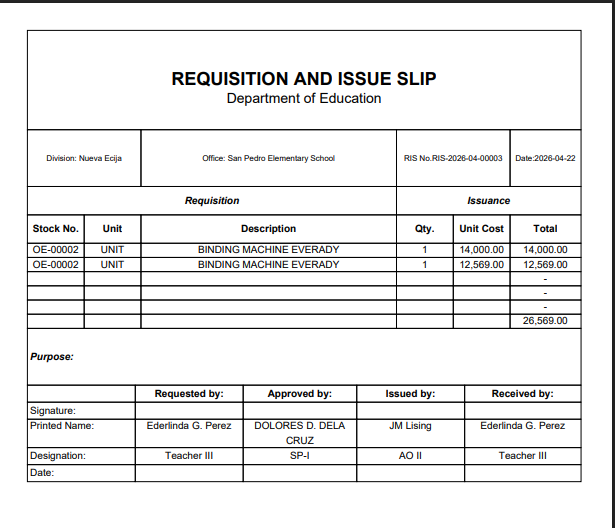 REQUISITION AND ISSUE SLIP
Department of Education
Division: Nueva Ecija Office: San Pedro Elementary School RIS No.RIS-2026-04-00003 Date:2026-04-22
Requisition Issuance
Stock No. Unit Description Qty. Unit Cost Total
OE-00002 UNIT BINDING MACHINE EVERADY 1 14,000.00 14,000.00
OE-00002 UNIT BINDING MACHINE EVERADY 1 12,569.00 12,569.00
-
-
-
26,569.00
Purpose:
Requested by: Approved by: Issued by: Received by:
Signature:
Printed Name: Ederlinda G. Perez DOLORES D. DELA CRUZ JM Lising Ederlinda G. Perez
Designation: Teacher III SP-I AO II Teacher III
Date: